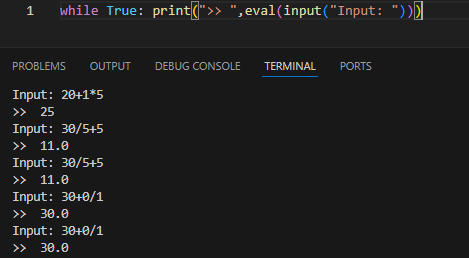 1 while True: print(">> ",eval(input("Input: ")))
PROBLEMS OUTPUT DEBUG CONSOLE TERMINAL PORTS
Input: 20+1*5
>>  25
Input: 30/5+5
>>  11.0
Input: 30/5+5
>>  11.0
Input: 30+0/1
>>  30.0
Input: 30+0/1
>>  30.0